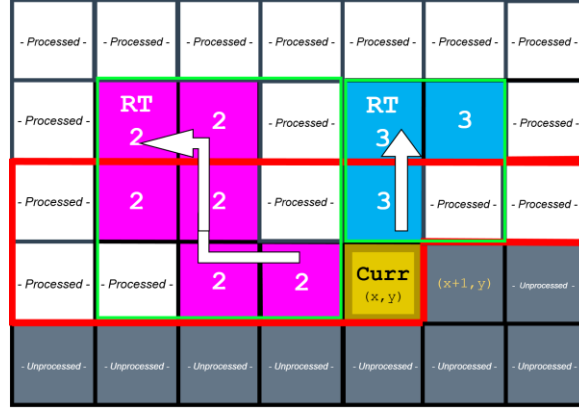 - Processed - - Processed - - Processed - - Processed - - Processed - - Processed - - Processed -
- Processed - RT 2 2 - Processed - RT 3 3 - Processed -
- Processed - 2 2 - Processed - 3 - Processed - - Processed -
- Processed - - Processed - 2 2 Curr (x,y) (x+1,y) - Unprocessed -
- Unprocessed - - Unprocessed - - Unprocessed - - Unprocessed - - Unprocessed - - Unprocessed - - Unprocessed -